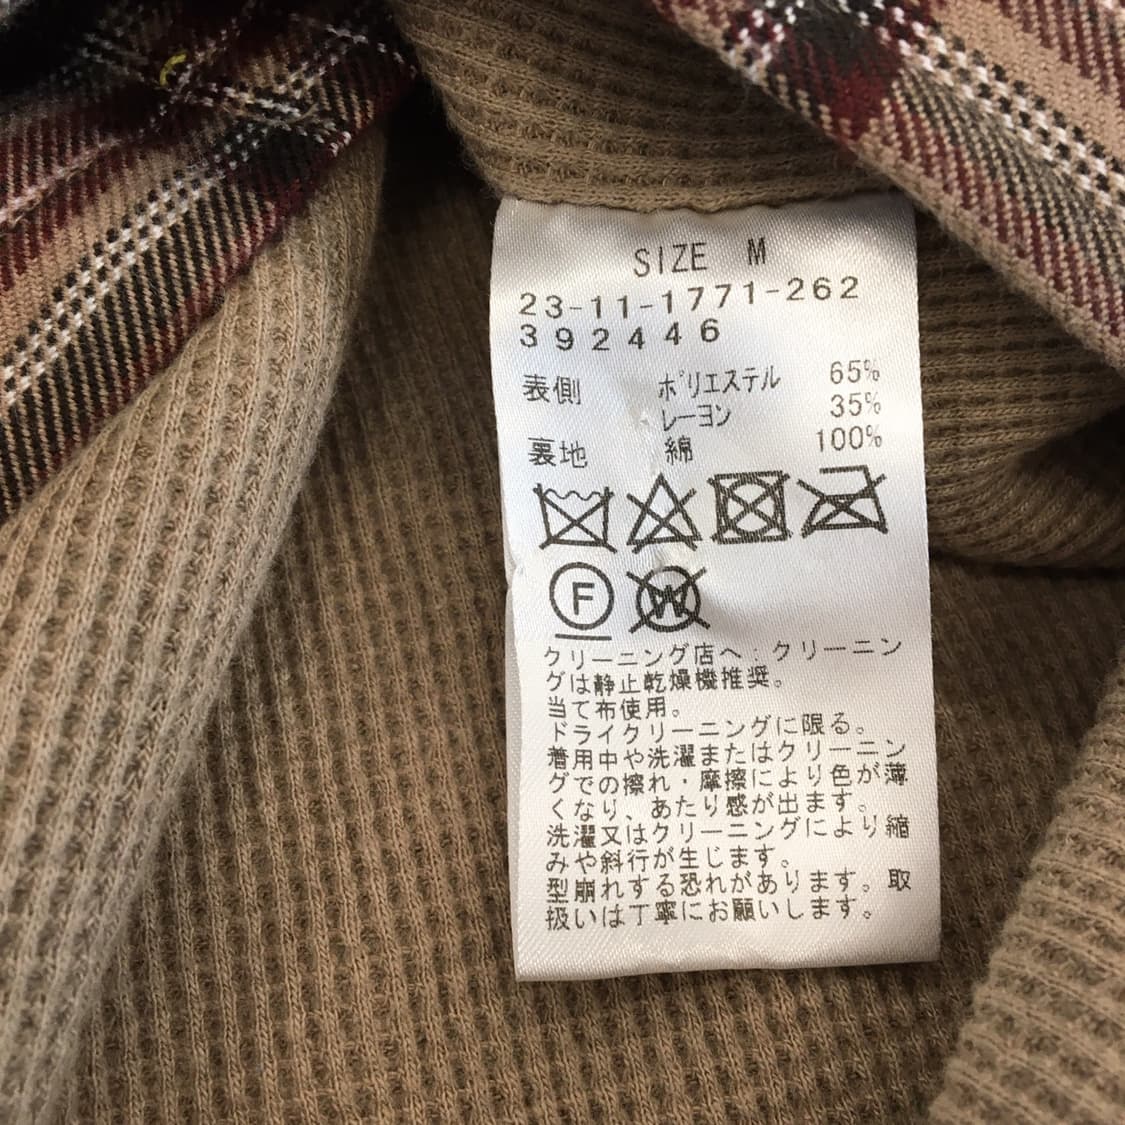 SIZE M
23-11-1771-262
392446
表側 ポリエステル 65%
レーヨン 35%
裏地 綿 100%
F W
クリーニング店へ:クリーニン
グは静止乾燥機推奨。
当て布使用。
ドライクリーニングに限る。
着用中や洗濯またはクリーニン
グでの擦れ・摩擦により色が薄
くなり、あたり感が出ます。
洗濯又はクリーニングにより縮
みや斜行が生じます。
型崩れする恐れがあります。取
扱いは丁寧にお願いします。